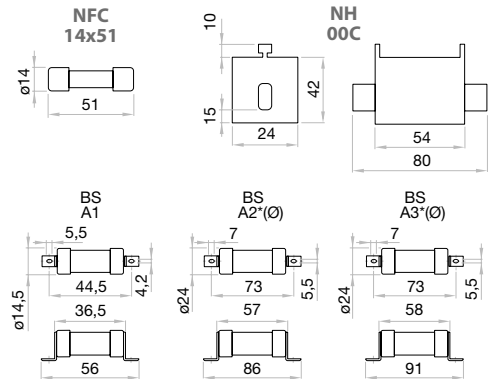 NFC
14x51
ø14
51
NH
00C
10
15
42
24
54
80
BS
A1
5,5
ø14,5
4,2
44,5
36,5
56
BS
A2*(Ø)
7
ø24
5,5
73
57
86
BS
A3*(Ø)
7
ø24
5,5
73
58
91